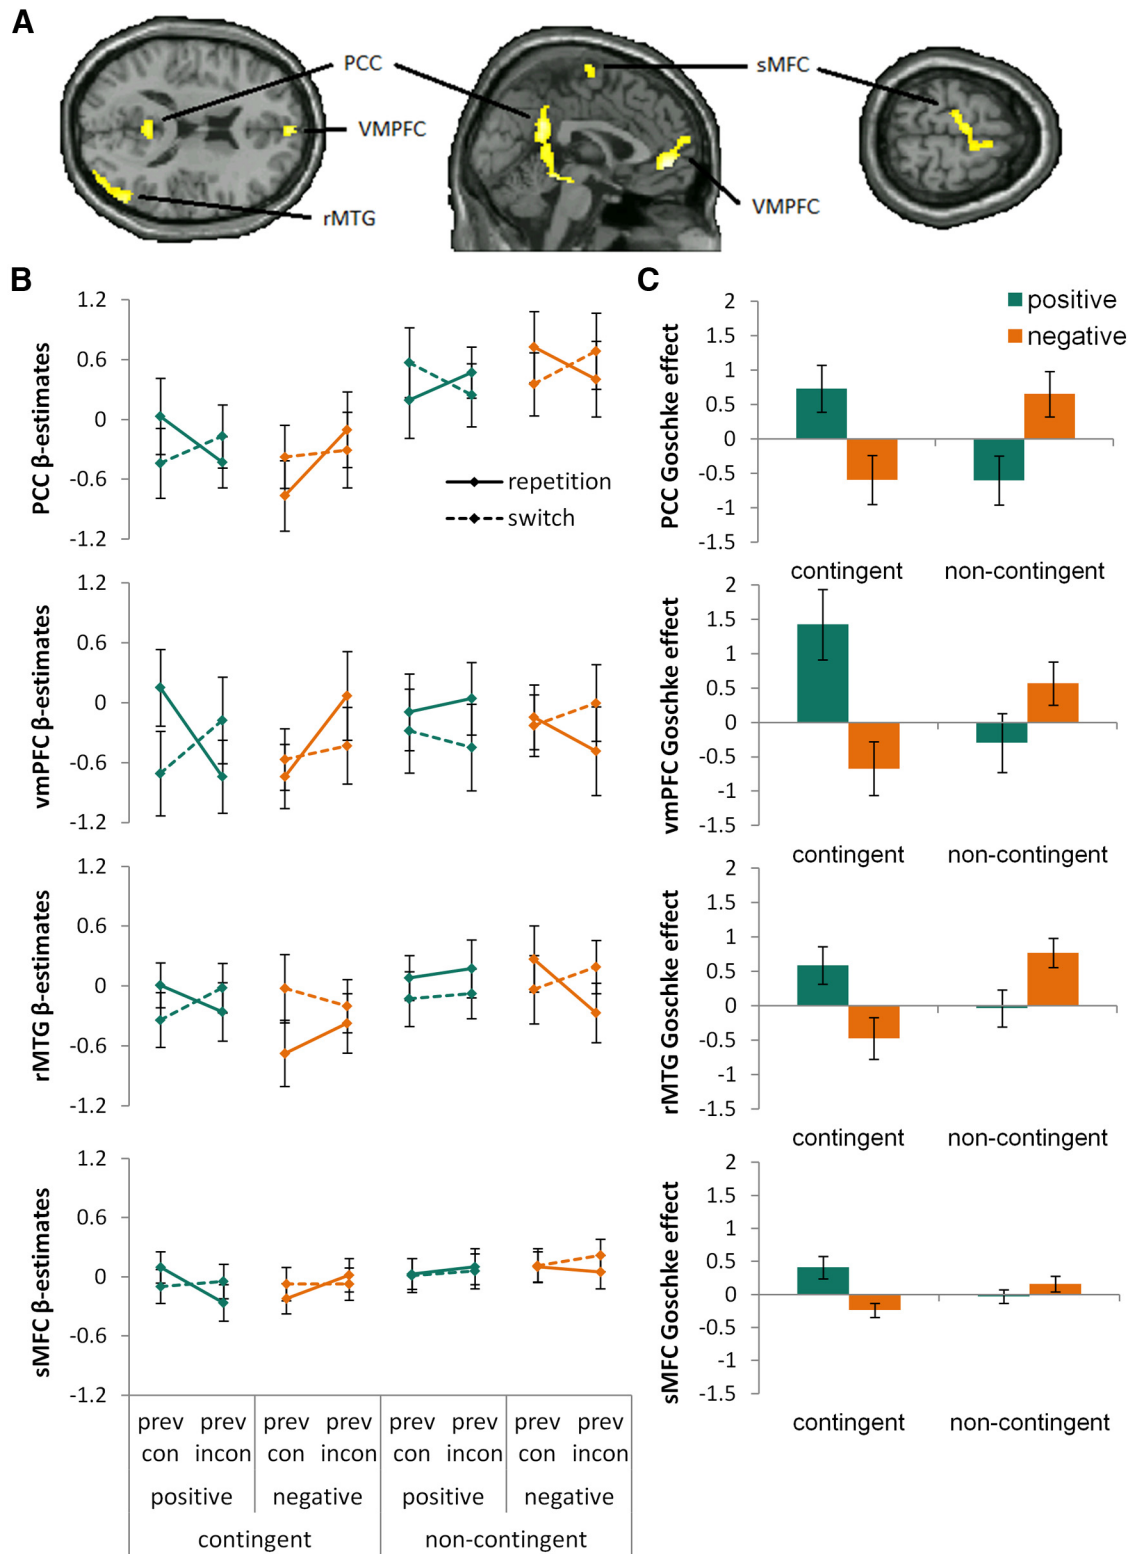 A
PCC
sMFC
VMPFC
rMTG
VMPFC
B
PCC β-estimates
1.2
0.6
0
-0.6
-1.2
repetition
switch
vmPFC β-estimates
1.2
0.6
0
-0.6
-1.2
rMTG β-estimates
1.2
0.6
0
-0.6
-1.2
sMFC β-estimates
1.2
0.6
0
-0.6
-1.2
prev prev prev prev prev prev prev prev
con incon con incon con incon con incon
positive negative positive negative
contingent non-contingent
C
positive
negative
PCC Goschke effect
2
1.5
1
0.5
0
-0.5
-1
-1.5
contingent non-contingent
vmPFC Goschke effect
2
1.5
1
0.5
0
-0.5
-1
-1.5
contingent non-contingent
rMTG Goschke effect
2
1.5
1
0.5
0
-0.5
-1
-1.5
contingent non-contingent
sMFC Goschke effect
2
1.5
1
0.5
0
-0.5
-1
-1.5
contingent non-contingent